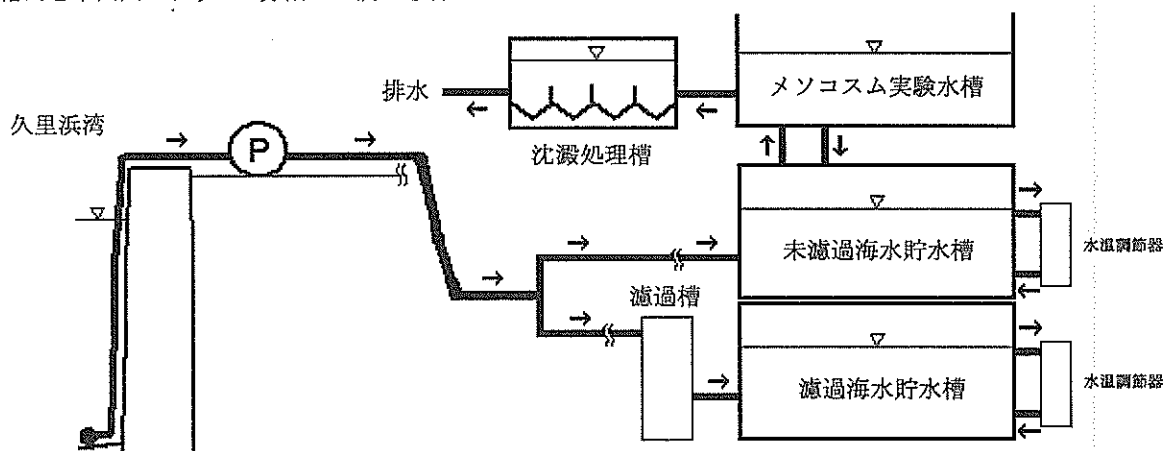 メソコスム実験水槽
排水
久里浜湾
P
沈澱処理槽
未濾過海水貯水槽
水温調節器
濾過槽
濾過海水貯水槽
水温調節器